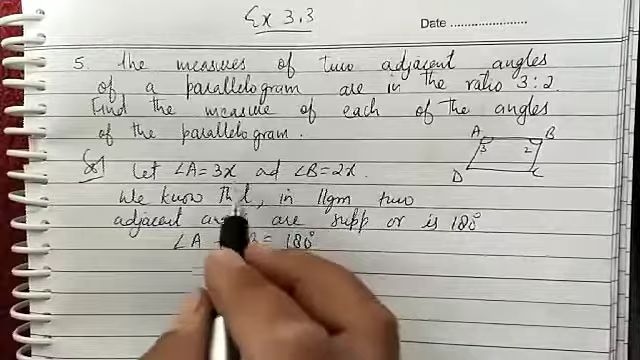 Ex 3.3
Date ........................
5. The measures of two adjacent angles
of a parallelogram are in the ratio 3:2
Find the measure of each of the angles
of the parallelogram.
A B
3 2
D C
Sol Let ∠A=3x ad ∠B=2x.
We know tht, in llgm two
adjacent are supp or is 180°
∠A B = 180°